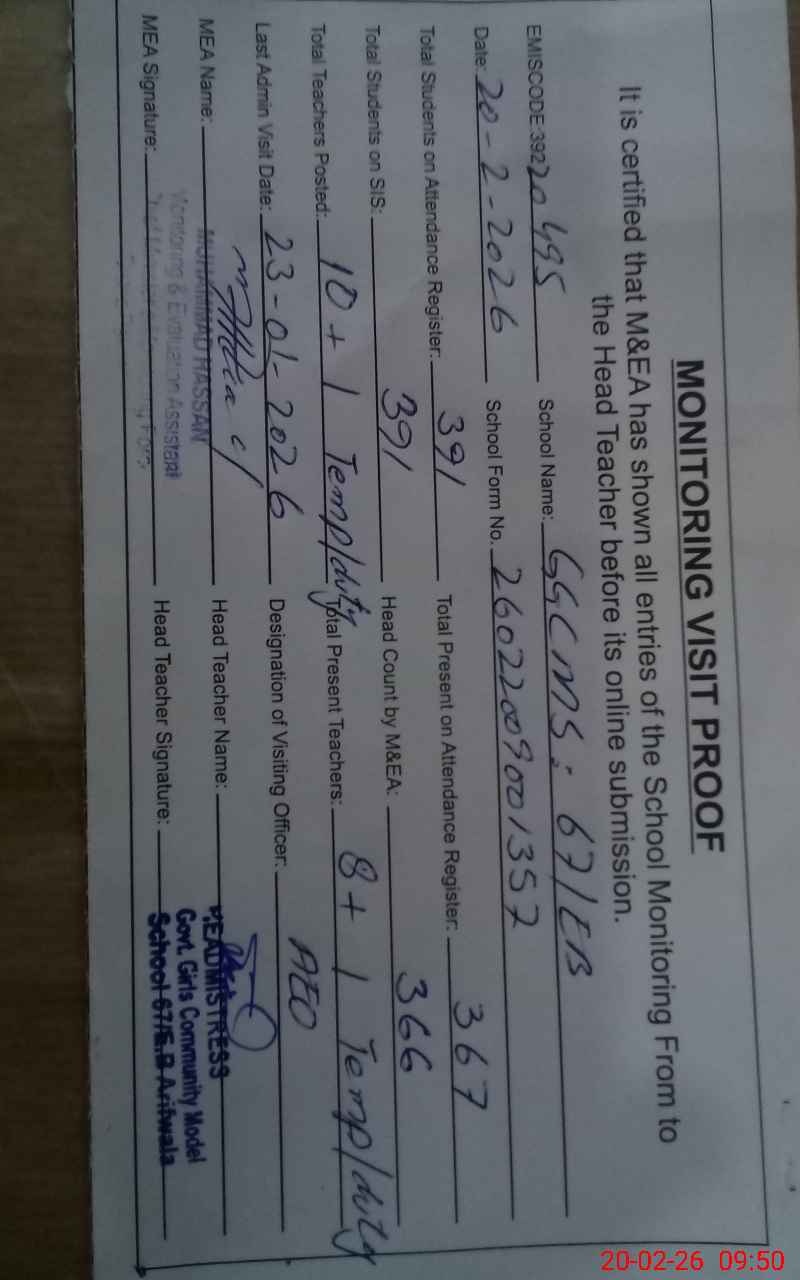 MONITORING VISIT PROOF
It is certified that M&EA has shown all entries of the School Monitoring From to
the Head Teacher before its online submission.
EMISCODE:39220495 School Name: GGCMS: 67/EB
Date: 20-2-2026 School Form No. 26022009001357
Total Students on Attendance Register: 391 Total Present on Attendance Register: 367
Total Students on SIS: 391 Head Count by M&EA: 366
Total Teachers Posted: 10+1 Temp/duty Total Present Teachers: 8+1 Temp/duty
Last Admin Visit Date: 23-01-2026 Designation of Visiting Officer: AEO
MEA Name: MUHAMMAD HASSAN Head Teacher Name: HEADMISTRESS
Monitoring & Evaluation Assistant Govt. Girls Community Model
MEA Signature: Head Teacher Signature: School 67/E.B Arifwala
20-02-26 09:50